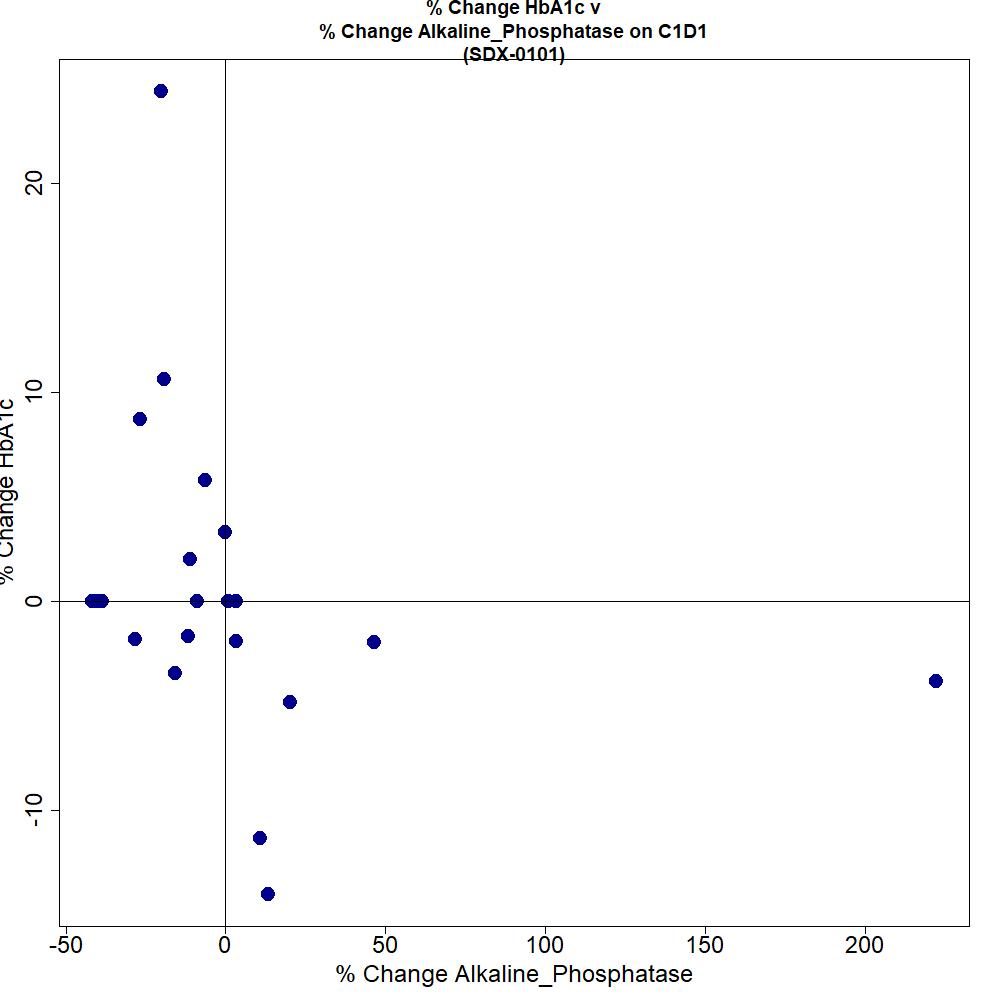 % Change HbA1c v
% Change Alkaline_Phosphatase on C1D1
(SDX-0101)
% Change HbA1c
20
10
0
-10
-50
0
50
100
150
200
% Change Alkaline_Phosphatase